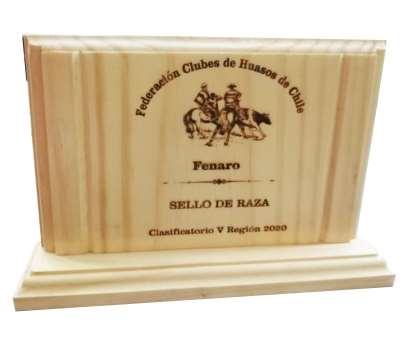 Federación Clubes de Huasos de Chile
Fenaro
SELLO DE RAZA
Clasificatorio V Región 2020